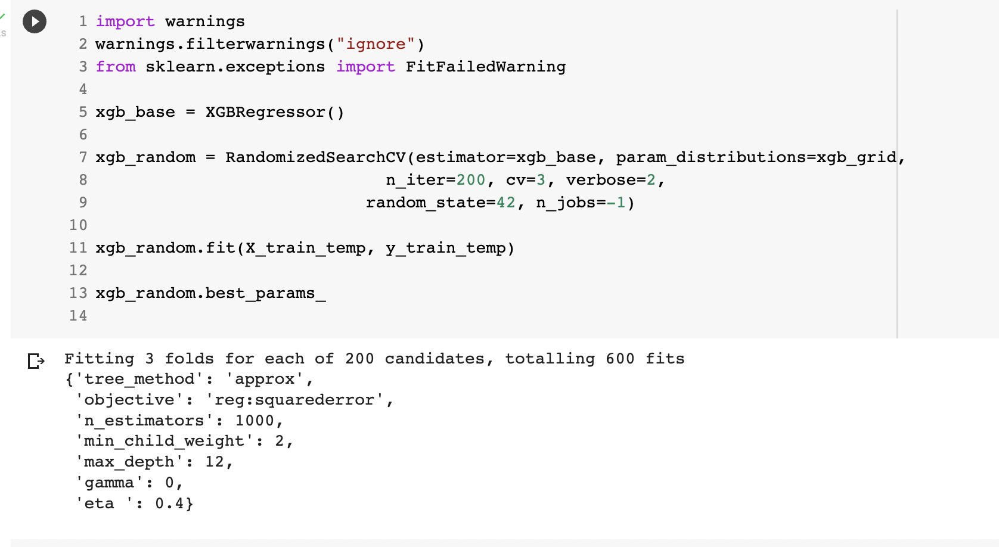 1 import warnings
2 warnings.filterwarnings("ignore")
3 from sklearn.exceptions import FitFailedWarning
4
5 xgb_base = XGBRegressor()
6
7 xgb_random = RandomizedSearchCV(estimator=xgb_base, param_distributions=xgb_grid,
8                              n_iter=200, cv=3, verbose=2,
9                            random_state=42, n_jobs=-1)
10
11 xgb_random.fit(X_train_temp, y_train_temp)
12
13 xgb_random.best_params_
14
Fitting 3 folds for each of 200 candidates, totalling 600 fits
{'tree_method': 'approx',
 'objective': 'reg:squarederror',
 'n_estimators': 1000,
 'min_child_weight': 2,
 'max_depth': 12,
 'gamma': 0,
 'eta ': 0.4}